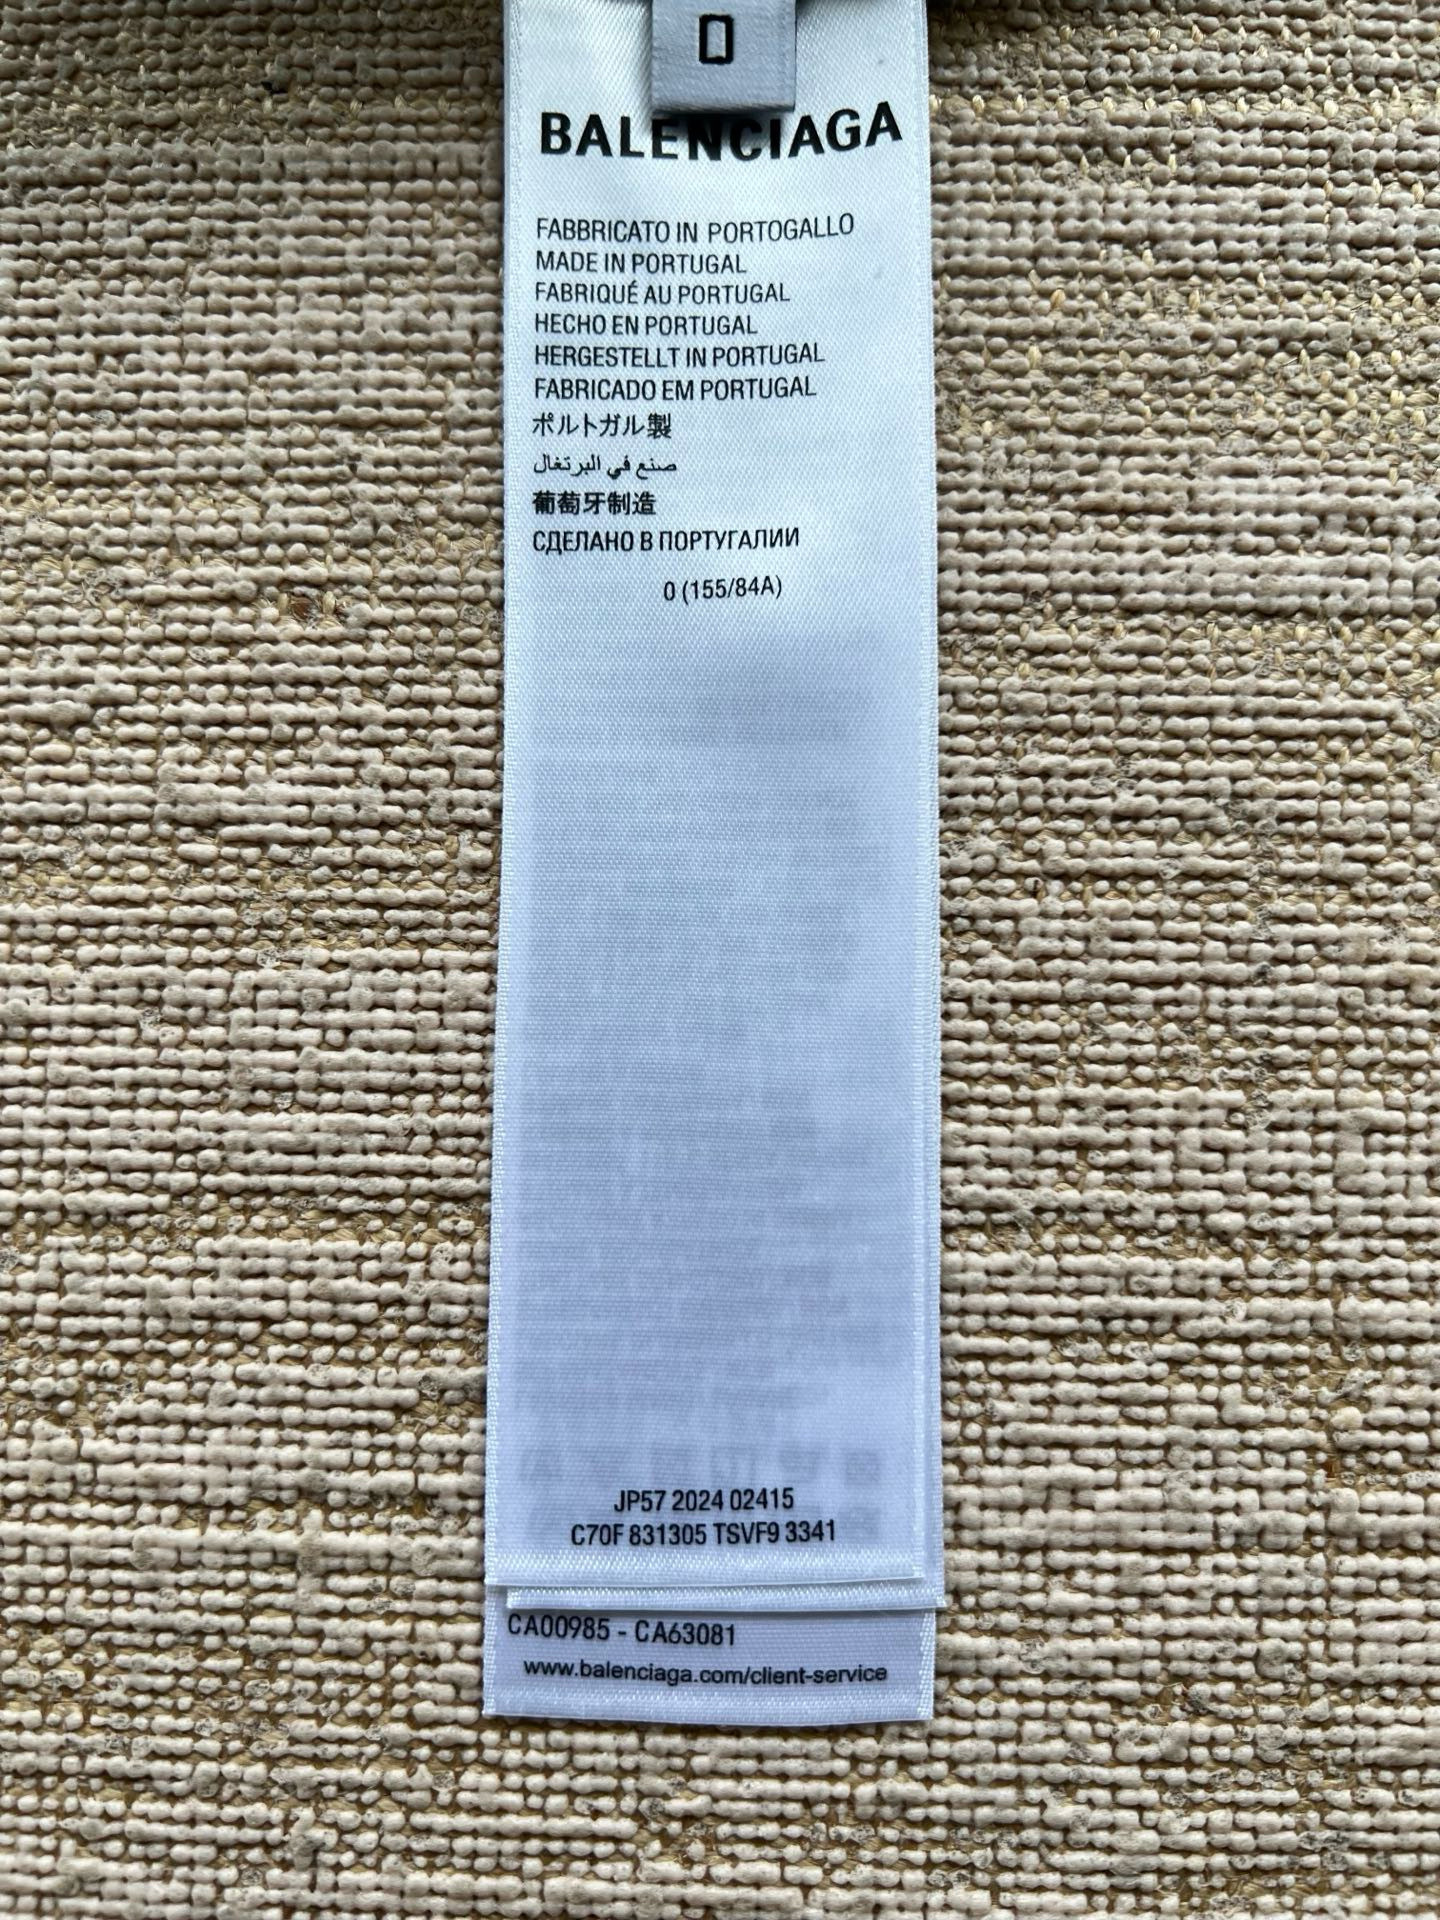 0
BALENCIAGA
FABBRICATO IN PORTOGALLO
MADE IN PORTUGAL
FABRIQUÉ AU PORTUGAL
HECHO EN PORTUGAL
HERGESTELLT IN PORTUGAL
FABRICADO EM PORTUGAL
ポルトガル製
صنع في البرتغال
葡萄牙制造
СДЕЛАНО В ПОРТУГАЛИИ
0 (155/84A)
JP57 2024 02415
C70F 831305 TSVF9 3341
CA00985 - CA63081
www.balenciaga.com/client-service